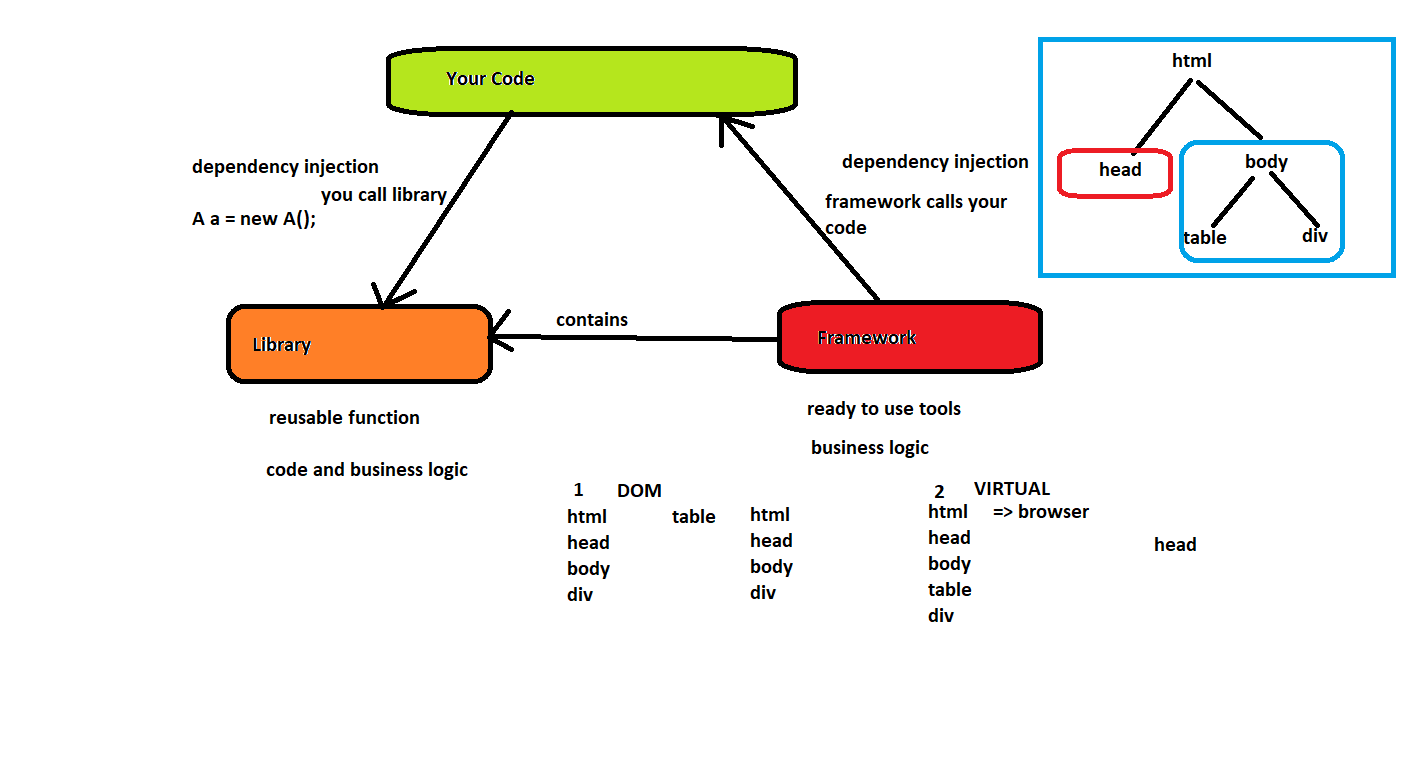 Your Code
dependency injection
you call library
A a = new A();
dependency injection
framework calls your
code
html
head
body
table
div
contains
Library
Framework
reusable function
code and business logic
ready to use tools
business logic
1 DOM
html table
head
body
div
html
head
body
div
2 VIRTUAL
html => browser
head
body
table
div
head